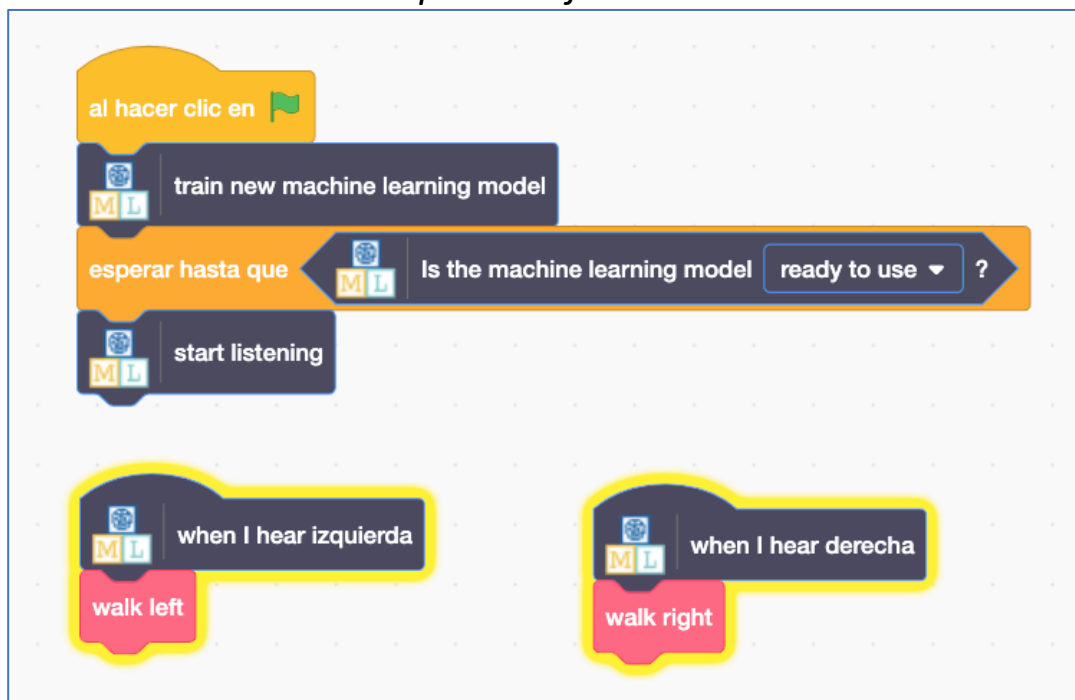 al hacer clic en
M L train new machine learning model
esperar hasta que M L Is the machine learning model ready to use ?
M L start listening
M L when I hear izquierda
walk left
M L when I hear derecha
walk right